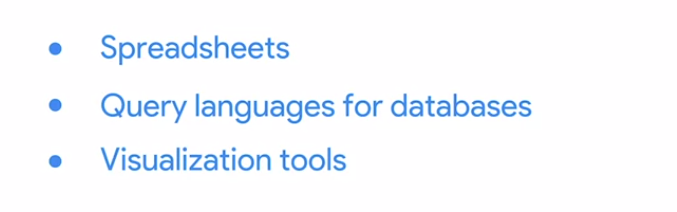 • Spreadsheets
• Query languages for databases
• Visualization tools